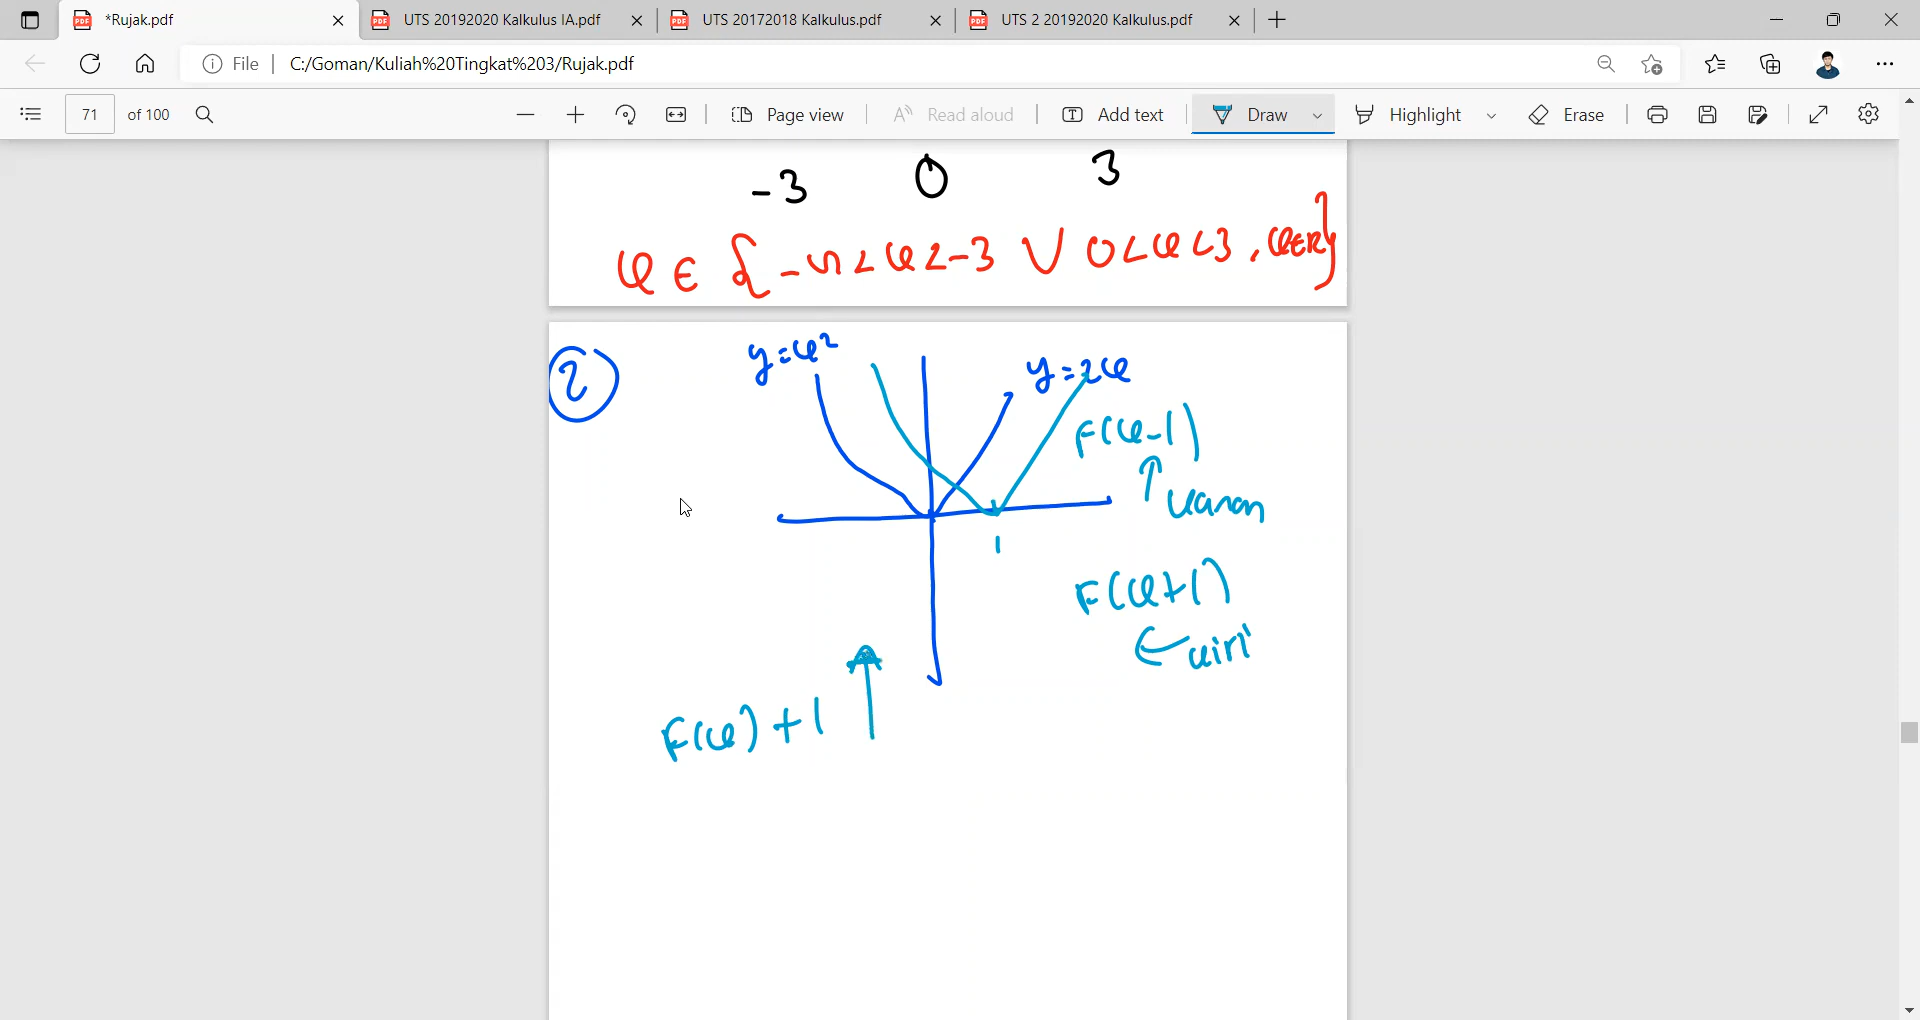 *Rujak.pdf
UTS 20192020 Kalkulus IA.pdf
UTS 20172018 Kalkulus.pdf
UTS 2 20192020 Kalkulus.pdf
File
C:/Goman/Kuliah%20Tingkat%203/Rujak.pdf
71 of 100
Page view
Read aloud
Add text
Draw
Highlight
Erase
-3 0 3
x ∈ { < x < -3 ∨ 0 < x < 3, x ∈ R}
2
y = x²
y = 2x
F(x-1)
kanan
1
F(x+1)
kiri
F(x) + 1